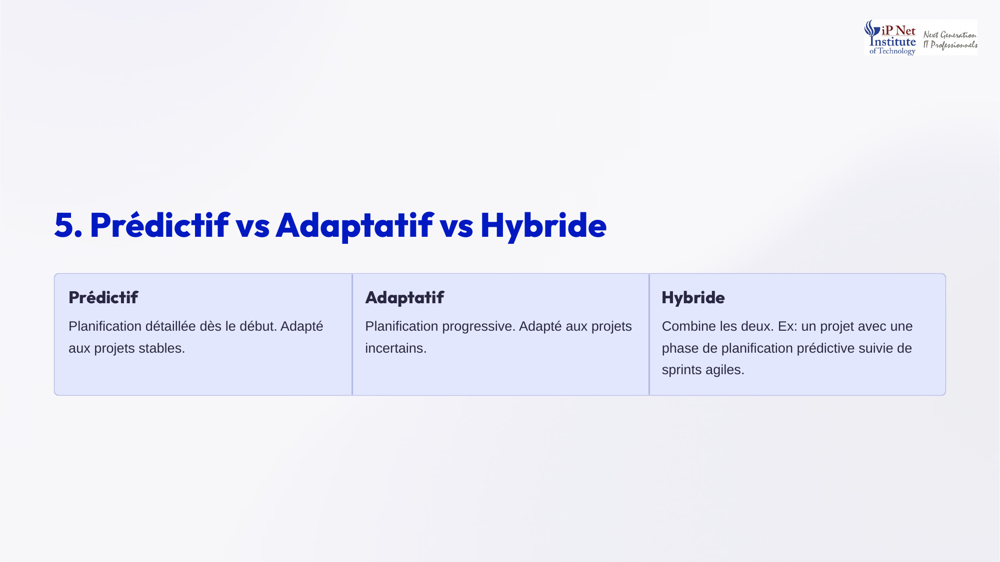 iP Net
Institute
of Technology
Next Generation
IT Professionnels
5. Prédictif vs Adaptatif vs Hybride
Prédictif
Planification détaillée dès le début. Adapté
aux projets stables.
Adaptatif
Planification progressive. Adapté aux projets
incertains.
Hybride
Combine les deux. Ex: un projet avec une
phase de planification prédictive suivie de
sprints agiles.